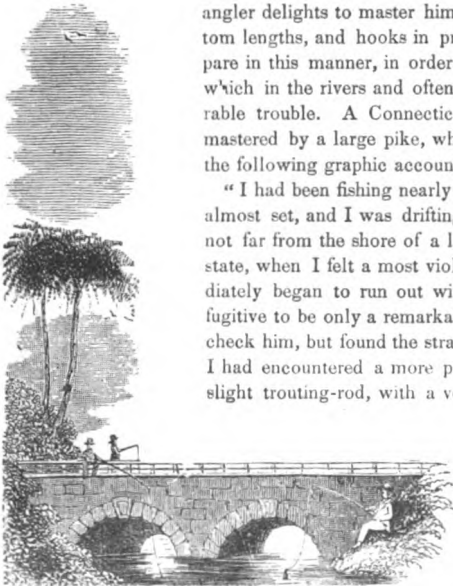 angler delights to master him
tom lengths, and hooks in pr
pare in this manner, in order
which in the rivers and often
rable trouble. A Connectic
mastered by a large pike, wh
the following graphic accoun
“ I had been fishing nearly
almost set, and I was driftin
not far from the shore of a l
state, when I felt a most viol
diately began to run out wi
fugitive to be only a remarka
check him, but found the stra
I had encountered a more p
slight trouting-rod, with a v